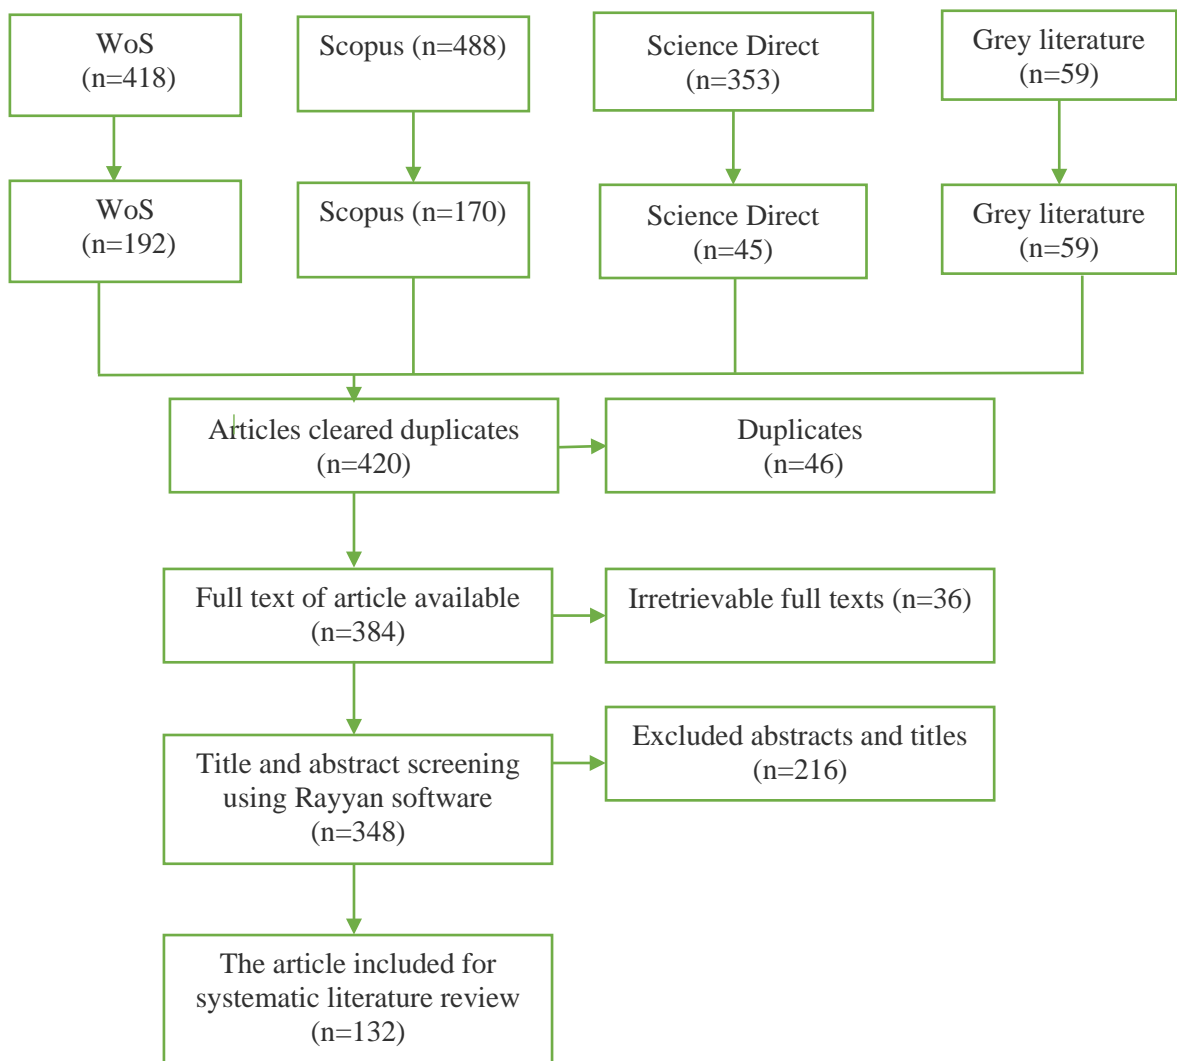 WoS
(n=418)
Scopus (n=488)
Science Direct
(n=353)
Grey literature
(n=59)
WoS
(n=192)
Scopus (n=170)
Science Direct
(n=45)
Grey literature
(n=59)
Articles cleared duplicates
(n=420)
Duplicates
(n=46)
Full text of article available
(n=384)
Irretrievable full texts (n=36)
Title and abstract screening
using Rayyan software
(n=348)
Excluded abstracts and titles
(n=216)
The article included for
systematic literature review
(n=132)